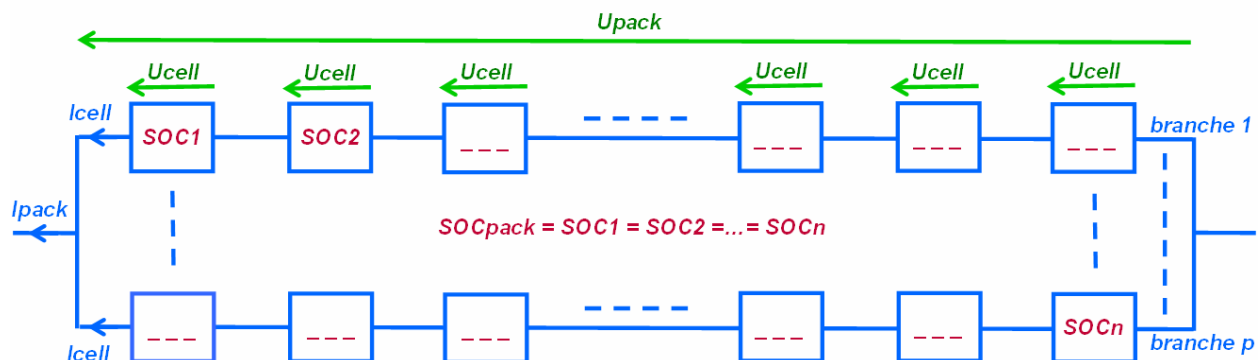 Upack
Ucell Ucell Ucell Ucell Ucell Ucell
Icell
SOC1 SOC2 branche 1
Ipack
SOCpack = SOC1 = SOC2 =...= SOCn
SOCn
Icell branche p